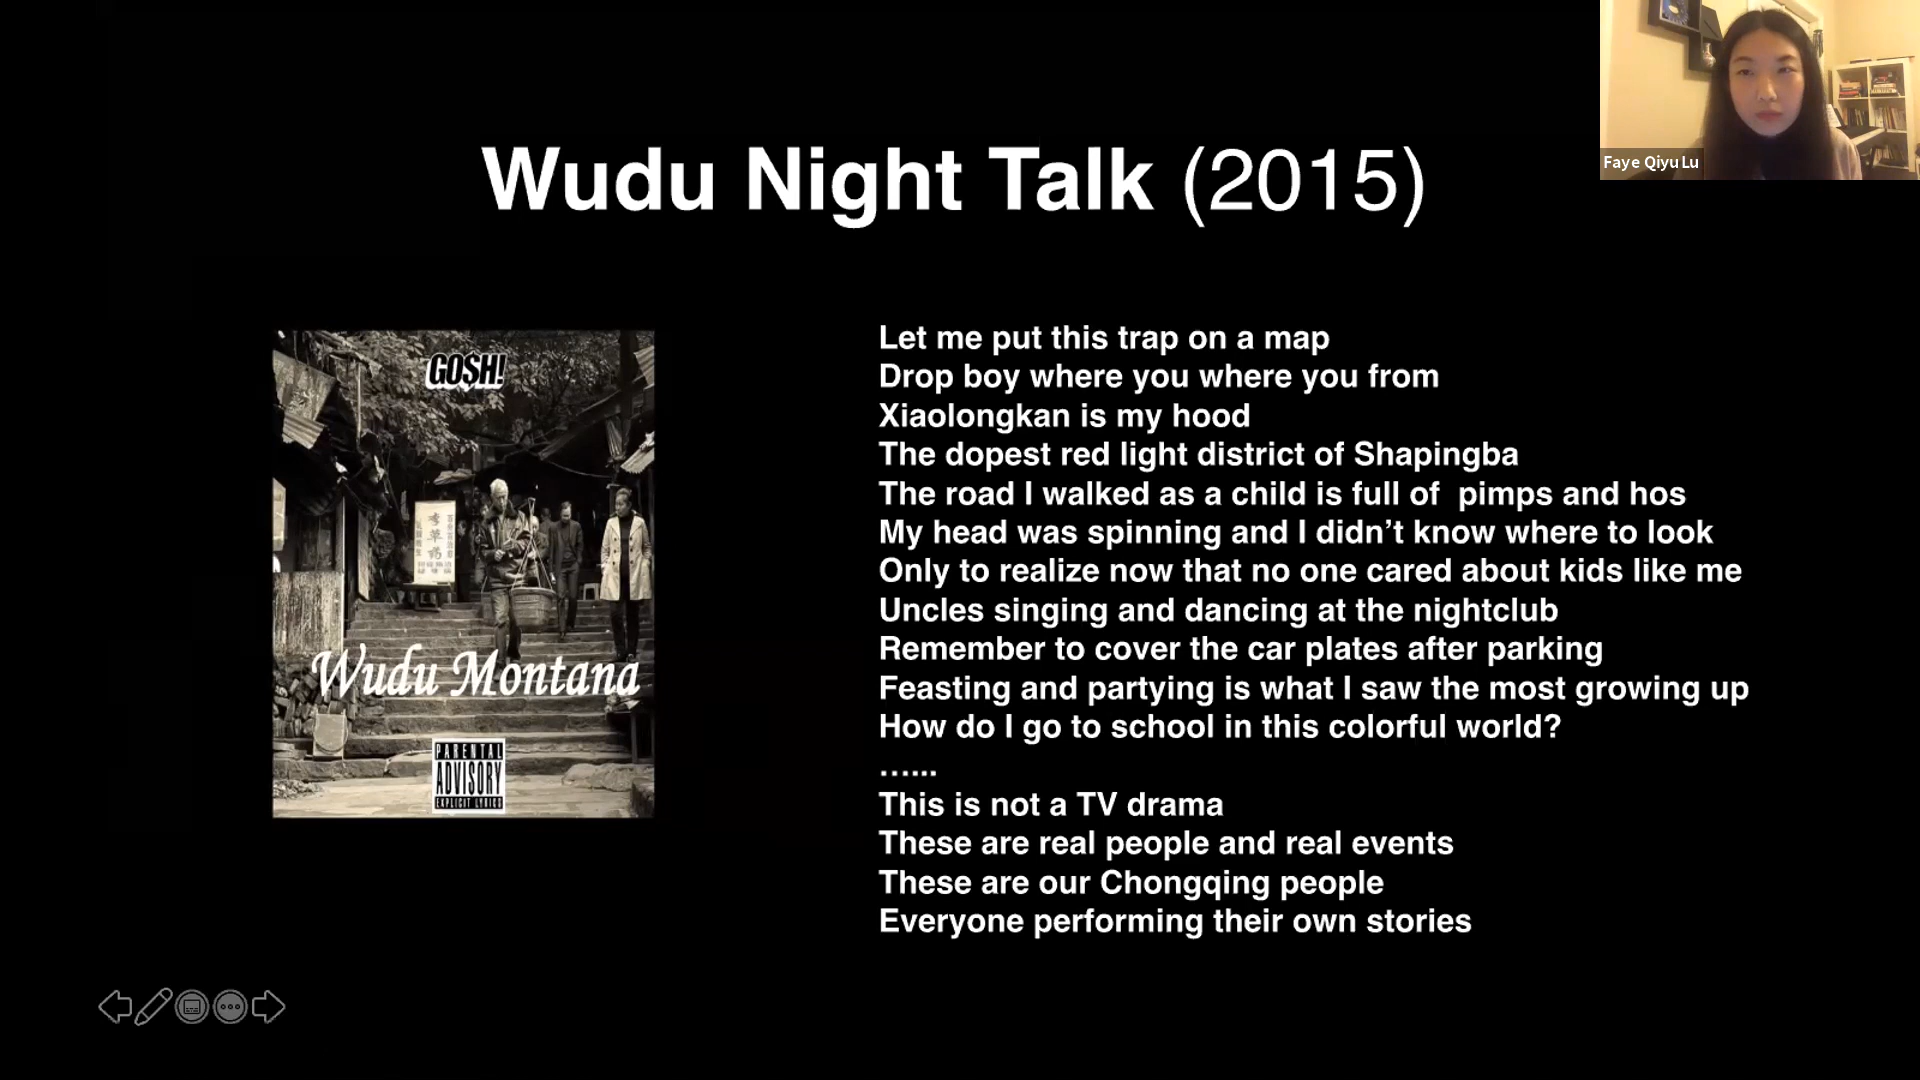 Wudu Night Talk (2015)
Faye Qiyu Lu
Let me put this trap on a map
Drop boy where you where you from
Xiaolongkan is my hood
The dopest red light district of Shapingba
The road I walked as a child is full of  pimps and hos
My head was spinning and I didn’t know where to look
Only to realize now that no one cared about kids like me
Uncles singing and dancing at the nightclub
Remember to cover the car plates after parking
Feasting and partying is what I saw the most growing up
How do I go to school in this colorful world?
…...
This is not a TV drama
These are real people and real events
These are our Chongqing people
Everyone performing their own stories
GO$H!
Wudu Montana
PARENTAL
ADVISORY
EXPLICIT LYRICS